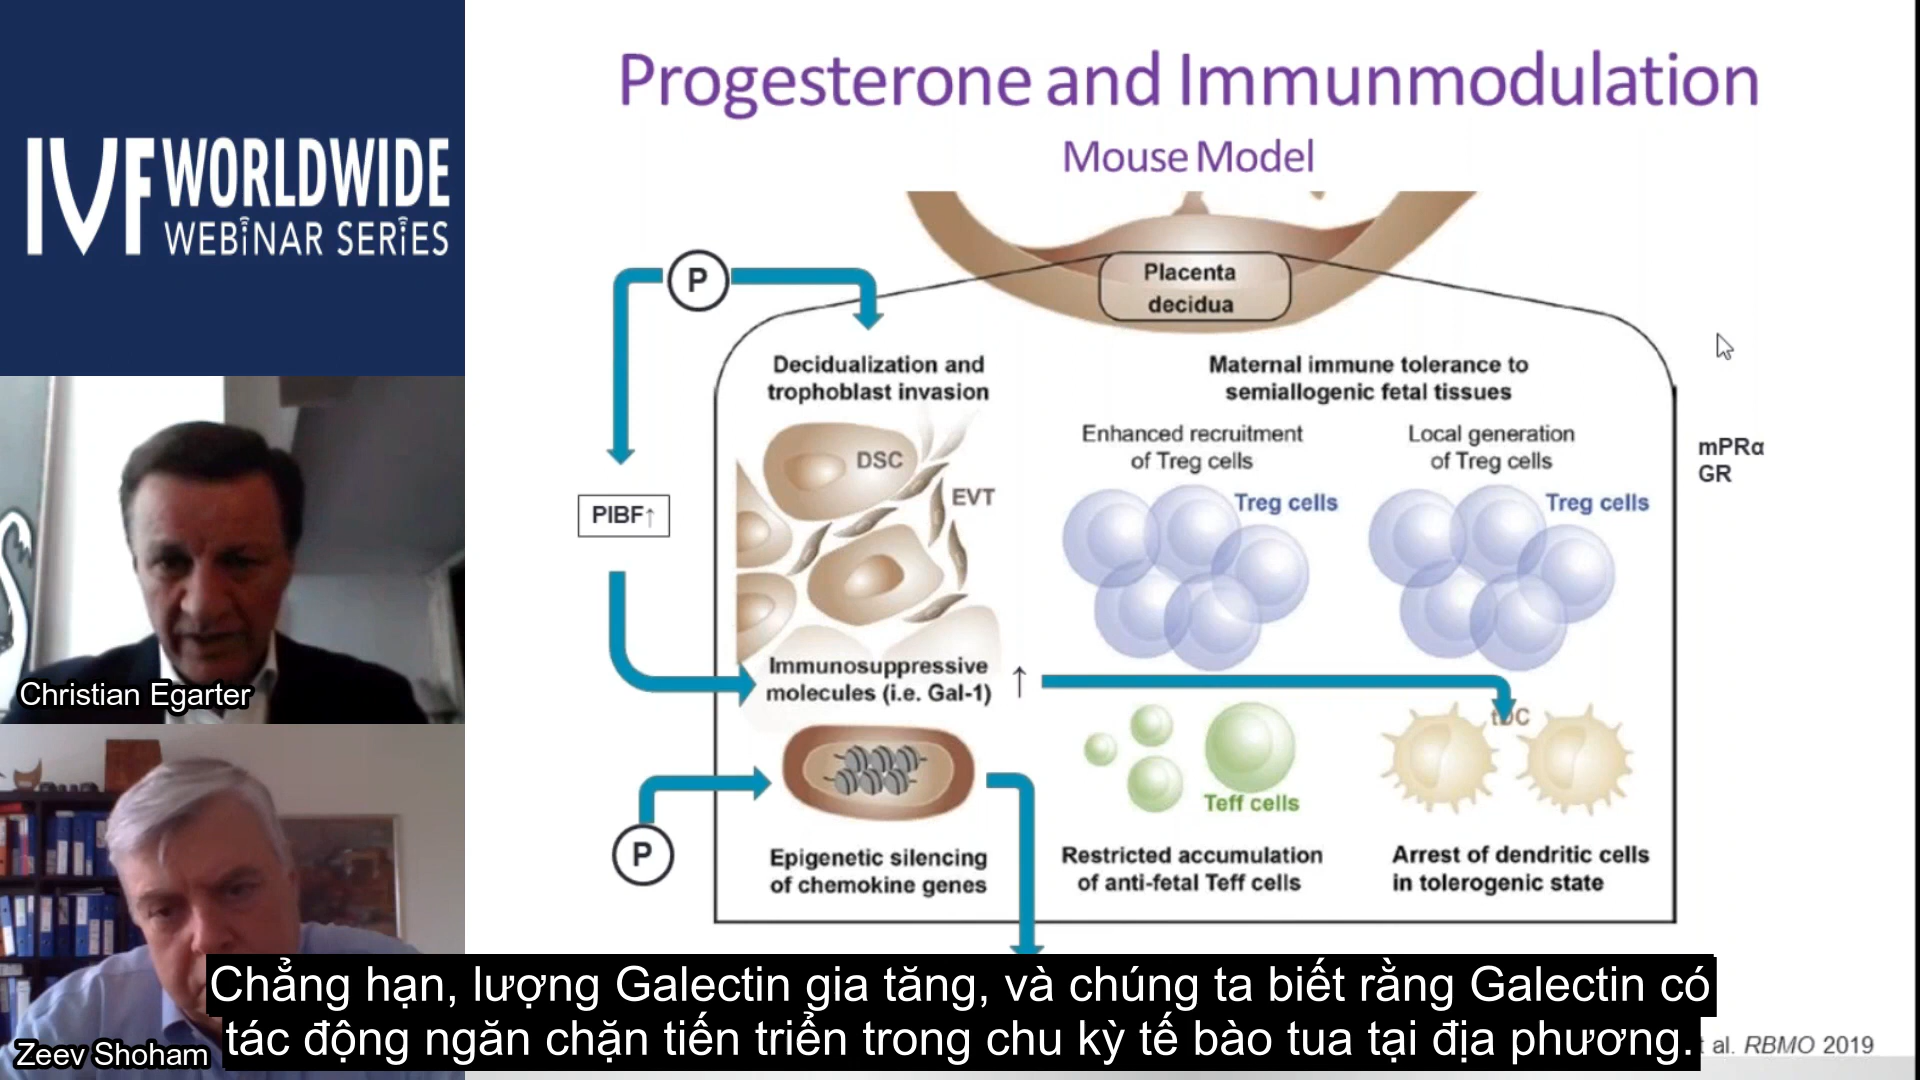 IVF WORLDWIDE
WEBINAR SERIES
Christian Egarter
Zeev Shoham
Progesterone and Immunmodulation
Mouse Model
P
Placenta
decidua
Decidualization and
trophoblast invasion
Maternal immune tolerance to
semiallogenic fetal tissues
Enhanced recruitment
of Treg cells
Local generation
of Treg cells
mPRα
GR
DSC
EVT
Treg cells
Treg cells
PIBF↑
Immunosuppressive
molecules (i.e. Gal-1) ↑
tDC
Teff cells
P
Epigenetic silencing
of chemokine genes
Restricted accumulation
of anti-fetal Teff cells
Arrest of dendritic cells
in tolerogenic state
Chẳng hạn, lượng Galectin gia tăng, và chúng ta biết rằng Galectin có
tác động ngăn chặn tiến triển trong chu kỳ tế bào tua tại địa phương.
al. RBMO 2019